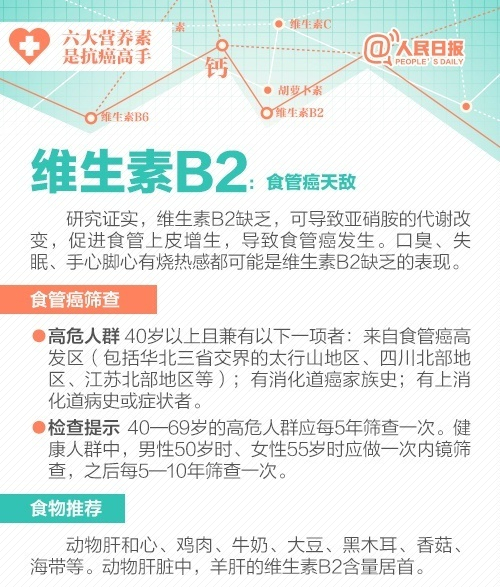 六大营养素
是抗癌高手
素
维生素C
钙
@人民日报
PEOPLE'S DAILY
胡萝卜素
维生素B6
维生素B2
维生素B2：食管癌天敌
研究证实，维生素B2缺乏，可导致亚硝胺的代谢改
变，促进食管上皮增生，导致食管癌发生。口臭、失
眠、手心脚心有烧热感都可能是维生素B2缺乏的表现。
食管癌筛查
●高危人群 40岁以上且兼有以下一项者：来自食管癌高
发区（包括华北三省交界的太行山地区、四川北部地
区、江苏北部地区等）；有消化道癌家族史；有上消
化道病史或症状者。
●检查提示 40—69岁的高危人群应每5年筛查一次。健
康人群中，男性50岁时、女性55岁时应做一次内镜筛
查，之后每5—10年筛查一次。
食物推荐
动物肝和心、鸡肉、牛奶、大豆、黑木耳、香菇、
海带等。动物肝脏中，羊肝的维生素B2含量居首。